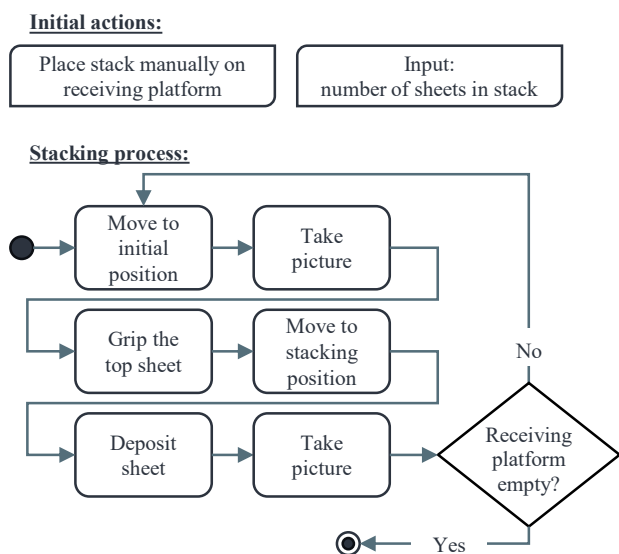 Initial actions:
Place stack manually on
receiving platform
Input:
number of sheets in stack
Stacking process:
Move to
initial
position
Take
picture
Grip the
top sheet
Move to
stacking
position
Deposit
sheet
Take
picture
Receiving
platform
empty?
No
Yes